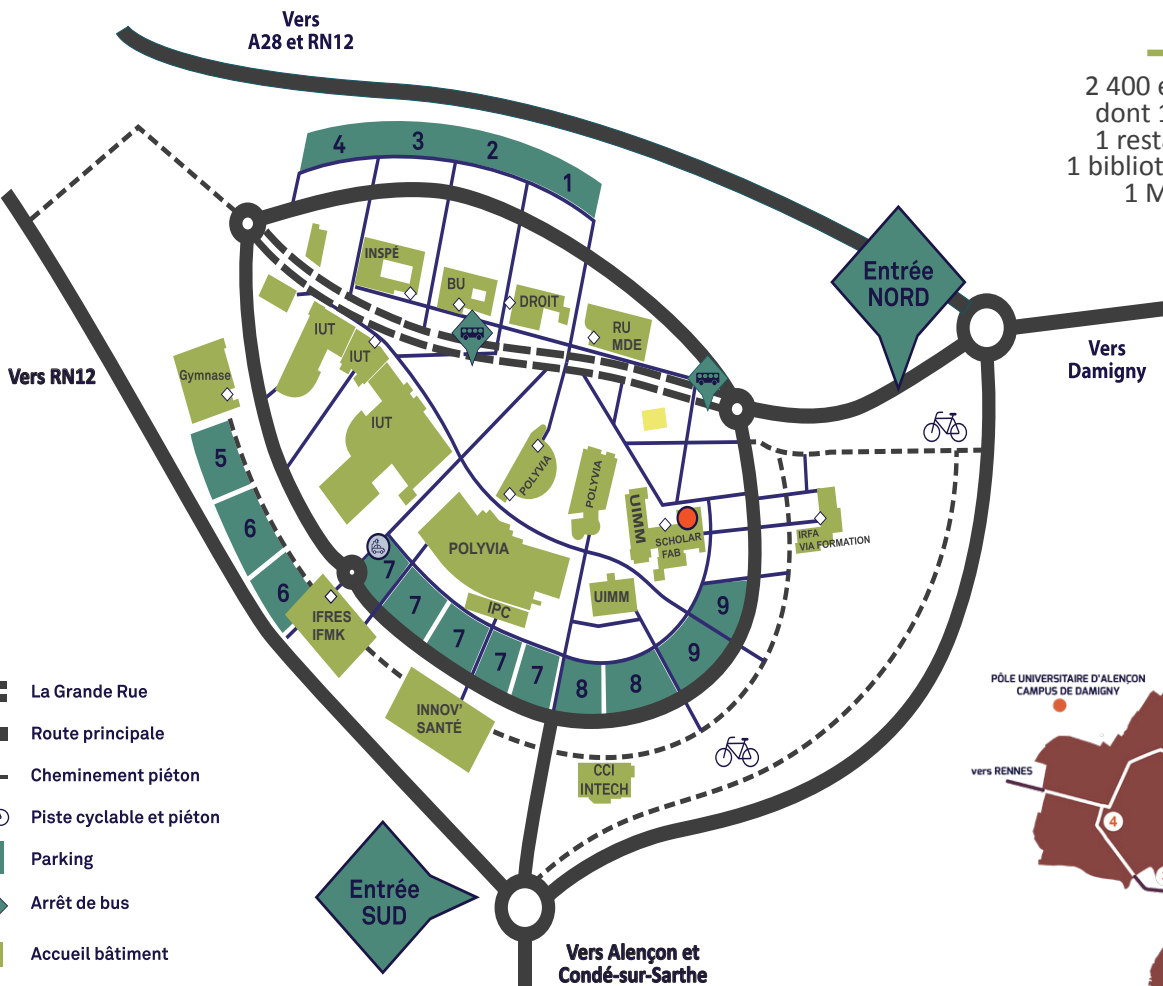 Vers
A28 et RN12
2 400
dont 1
1
1
1
4
3
2
1
Entrée
NORD
INSPÉ
BU
DROIT
RU
MDE
Vers
Damigny
IUT
IUT
IUT
Vers RN12
Gymnase
5
6
6
POLYVIA
POLYVIA
UIMM
SCHOLAR
FAB
IRFA
VIA FORMATION
POLYVIA
IPC
UIMM
7
7
7
7
7
8
8
9
9
IFRES
IFMK
INNOV'
SANTÉ
CCI
INTECH
La Grande Rue
Route principale
Cheminement piéton
Piste cyclable et piéton
Parking
Arrêt de bus
Accueil bâtiment
Entrée
SUD
Vers Alençon et
Condé-sur-Sarthe
PÔLE UNIVERSITAIRE D'ALENÇON
CAMPUS DE DAMIGNY
vers RENNES
4